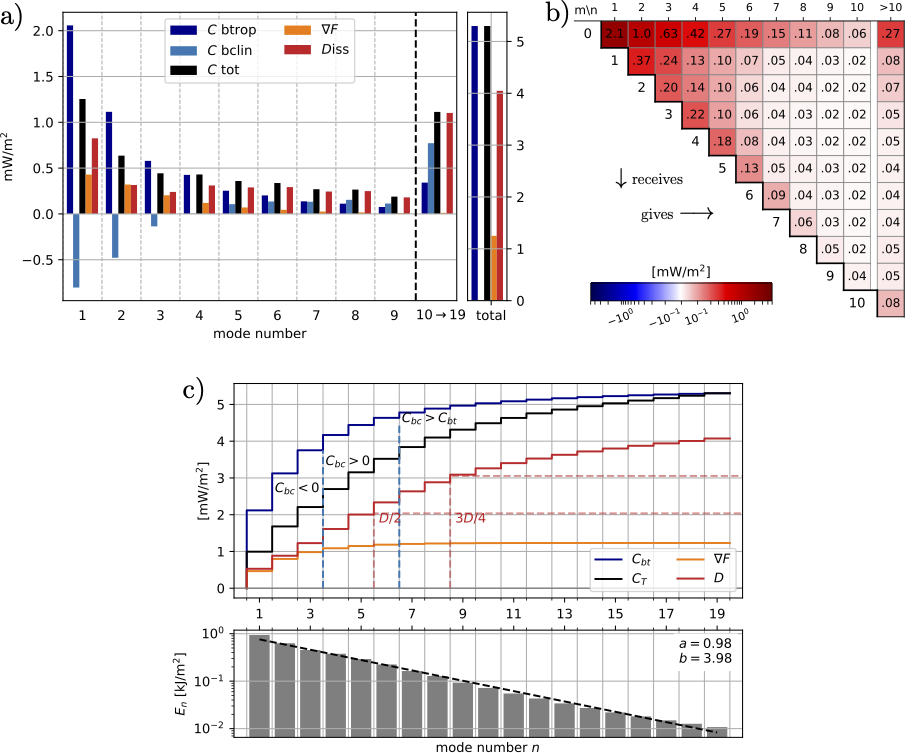 a)
C btrop
C bclin
C tot
∇F
Diss
mW/m²
2.0
1.5
1.0
0.5
0.0
−0.5
1 2 3 4 5 6 7 8 9 10→19
mode number
5
4
3
2
1
0
total
b)
m\n 1 2 3 4 5 6 7 8 9 10 >10
0 2.1 1.0 .63 .42 .27 .19 .15 .11 .08 .06 .27
1 .37 .24 .13 .10 .07 .05 .04 .03 .02 .08
2 .20 .14 .10 .06 .04 .04 .03 .02 .07
3 .22 .10 .06 .04 .03 .03 .02 .05
4 .18 .08 .04 .03 .02 .02 .05
5 .13 .05 .04 .03 .02 .05
6 .09 .04 .03 .02 .05
7 .06 .03 .02 .05
8 .05 .02 .05
9 .04 .05
10 .08
↓ receives
gives →
[mW/m²]
−10⁰ −10⁻¹ 10⁻¹ 10⁰
c)
[mW/m²]
5
4
3
2
1
0
C_bc < 0
C_bc > 0
C_bc > C_bt
D/2
3D/4
C_bt
C_T
∇F
D
1 3 5 7 9 11 13 15 17 19
E_n [kJ/m²]
10⁰
10⁻¹
10⁻²
a = 0.98
b = 3.98
mode number n